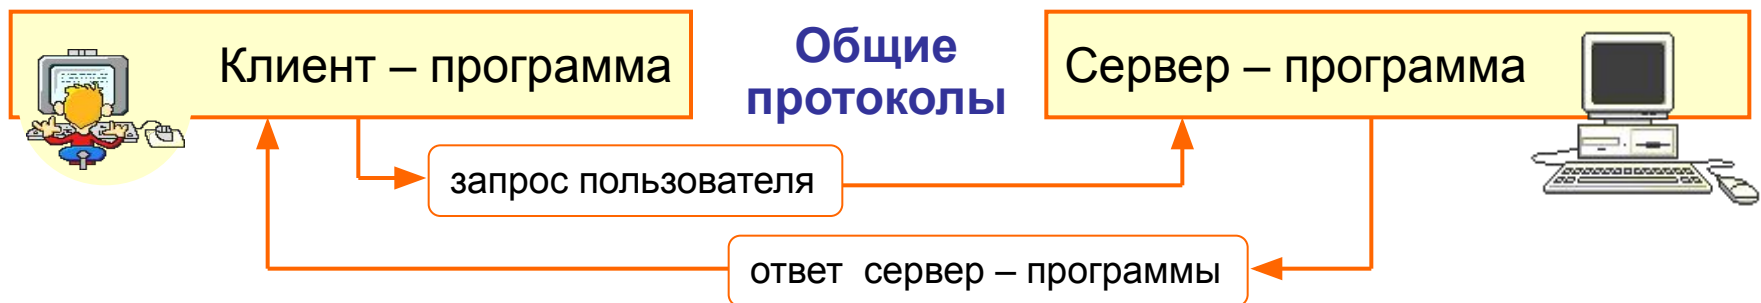 Клиент – программа
Общие
протоколы
Сервер – программа
запрос пользователя
ответ  сервер – программы